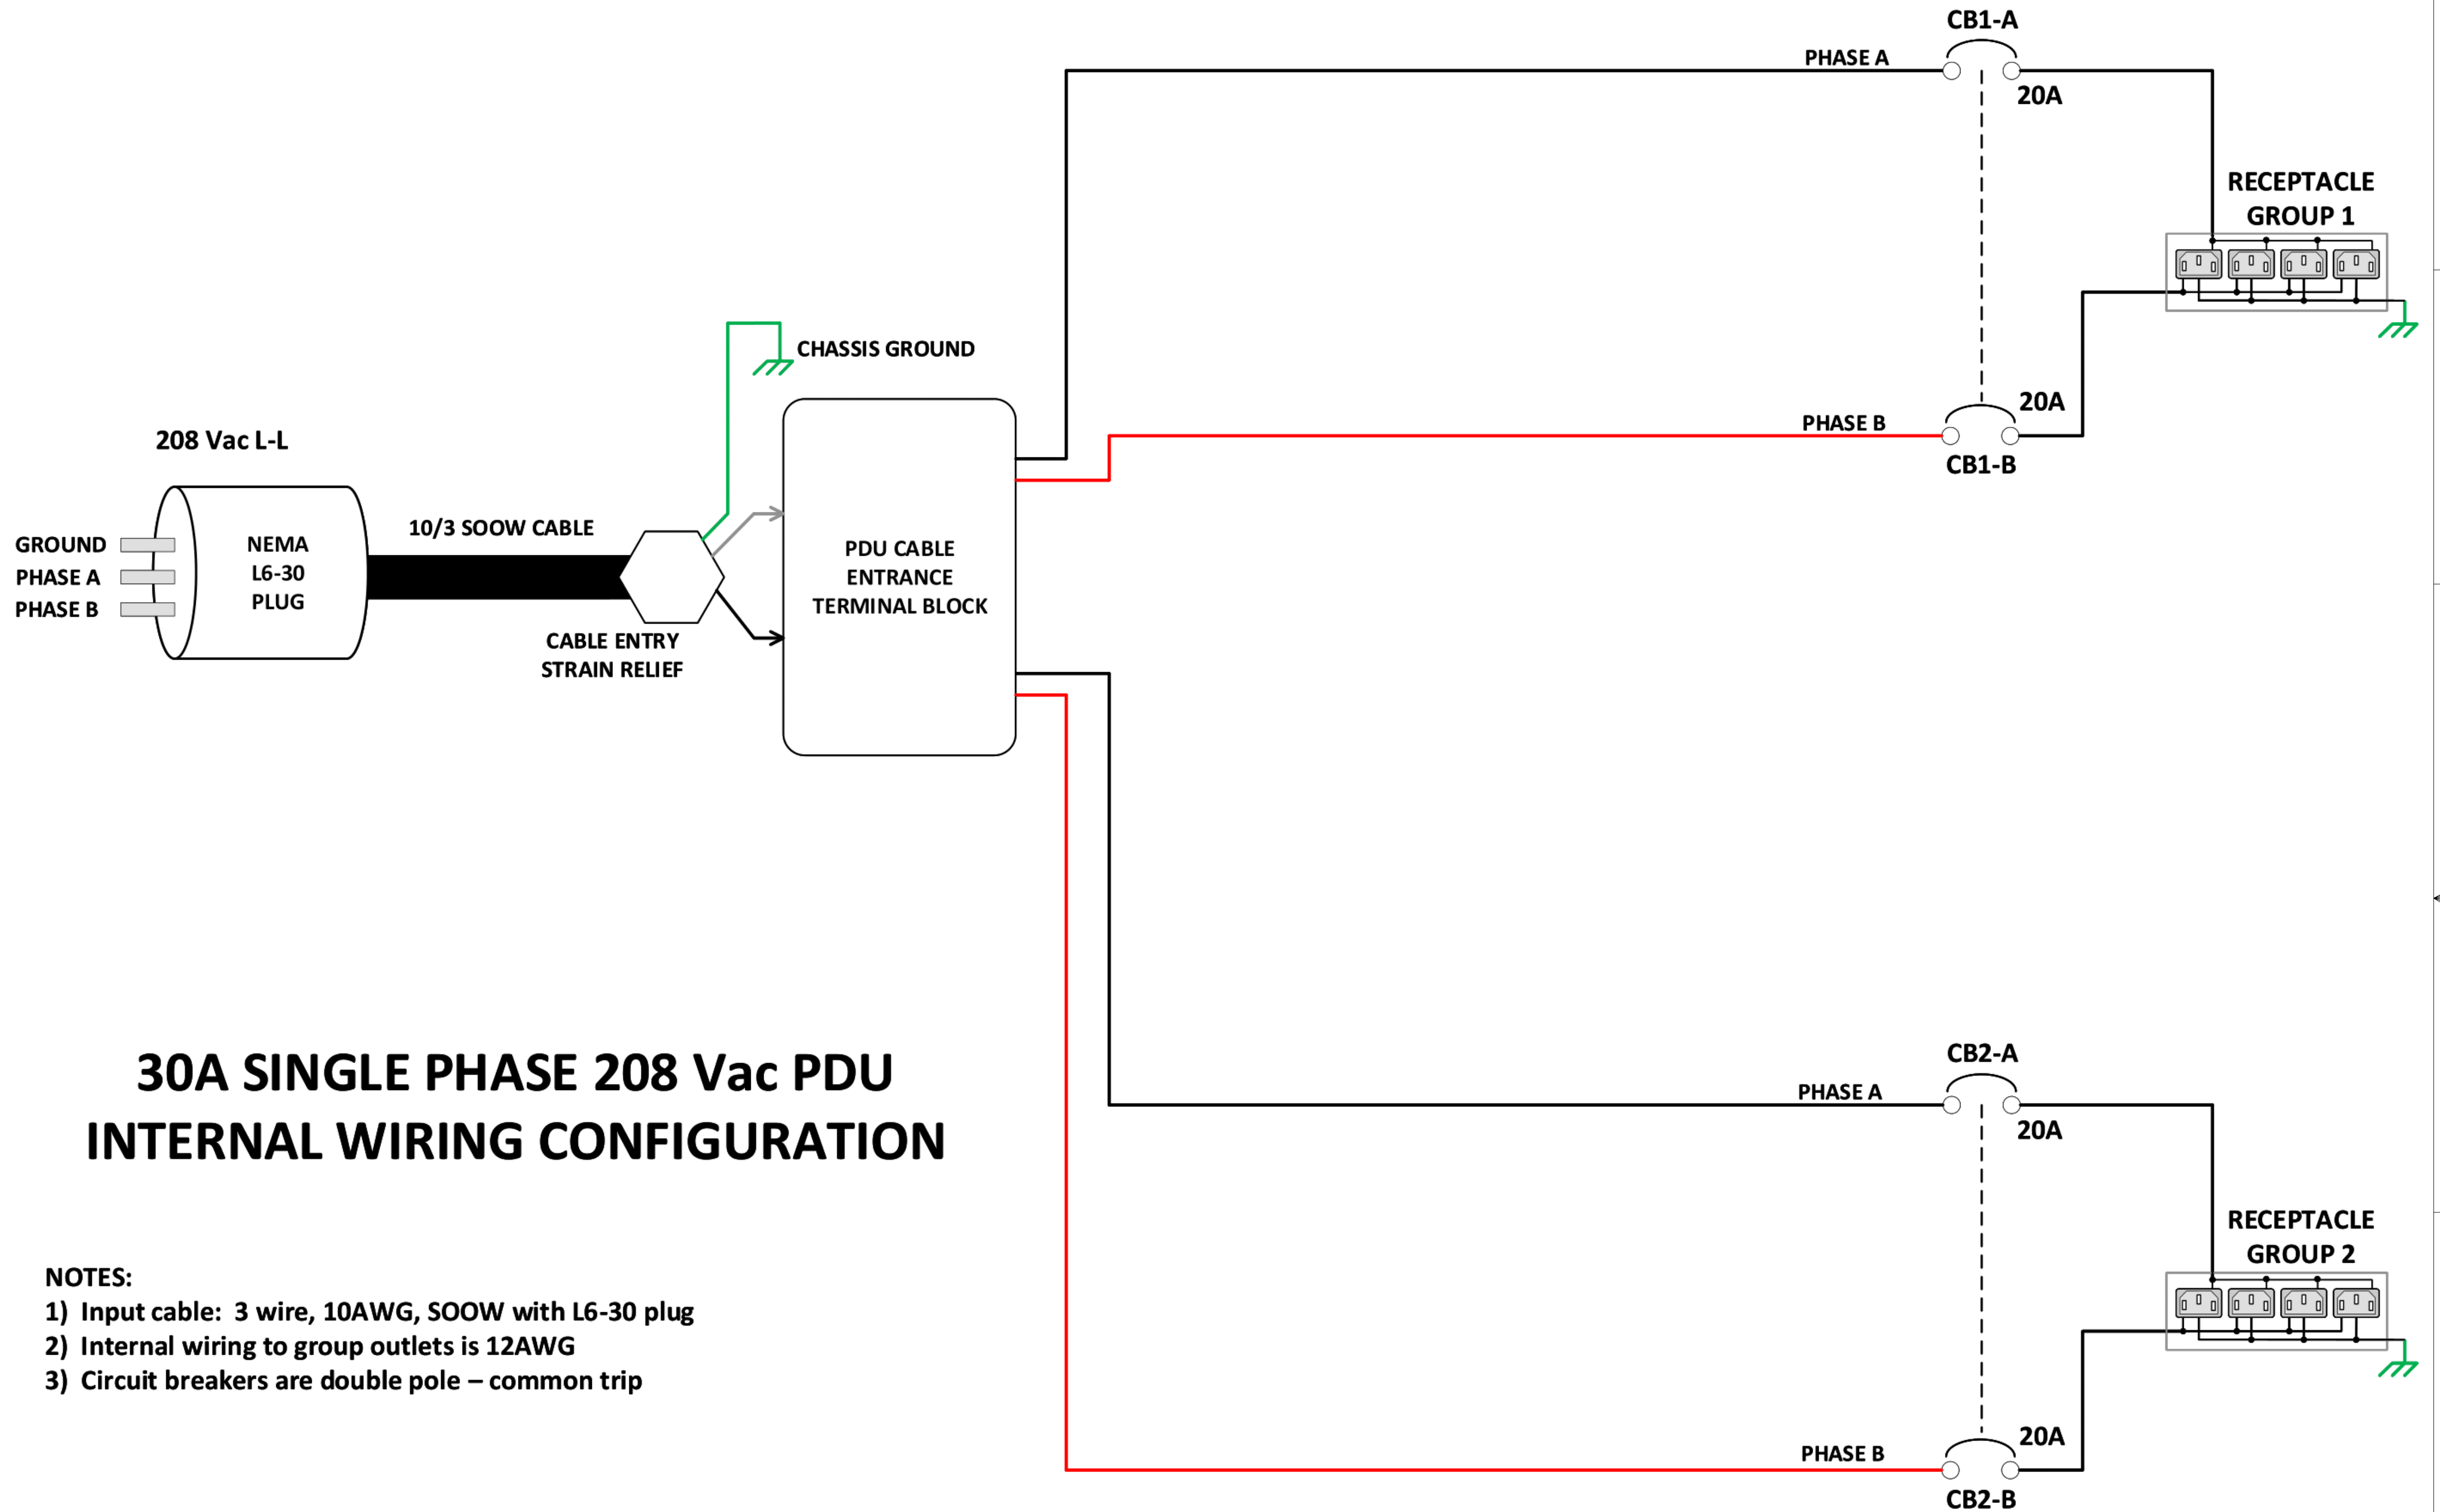 CB1-A
PHASE A
20A
RECEPTACLE
GROUP 1
CHASSIS GROUND
20A
PHASE B
CB1-B
208 Vac L-L
10/3 SOOW CABLE
GROUND
PHASE A
PHASE B
NEMA
L6-30
PLUG
PDU CABLE
ENTRANCE
TERMINAL BLOCK
CABLE ENTRY
STRAIN RELIEF
30A SINGLE PHASE 208 Vac PDU
INTERNAL WIRING CONFIGURATION
CB2-A
PHASE A
20A
RECEPTACLE
GROUP 2
NOTES:
1) Input cable: 3 wire, 10AWG, SOOW with L6-30 plug
2) Internal wiring to group outlets is 12AWG
3) Circuit breakers are double pole – common trip
20A
PHASE B
CB2-B